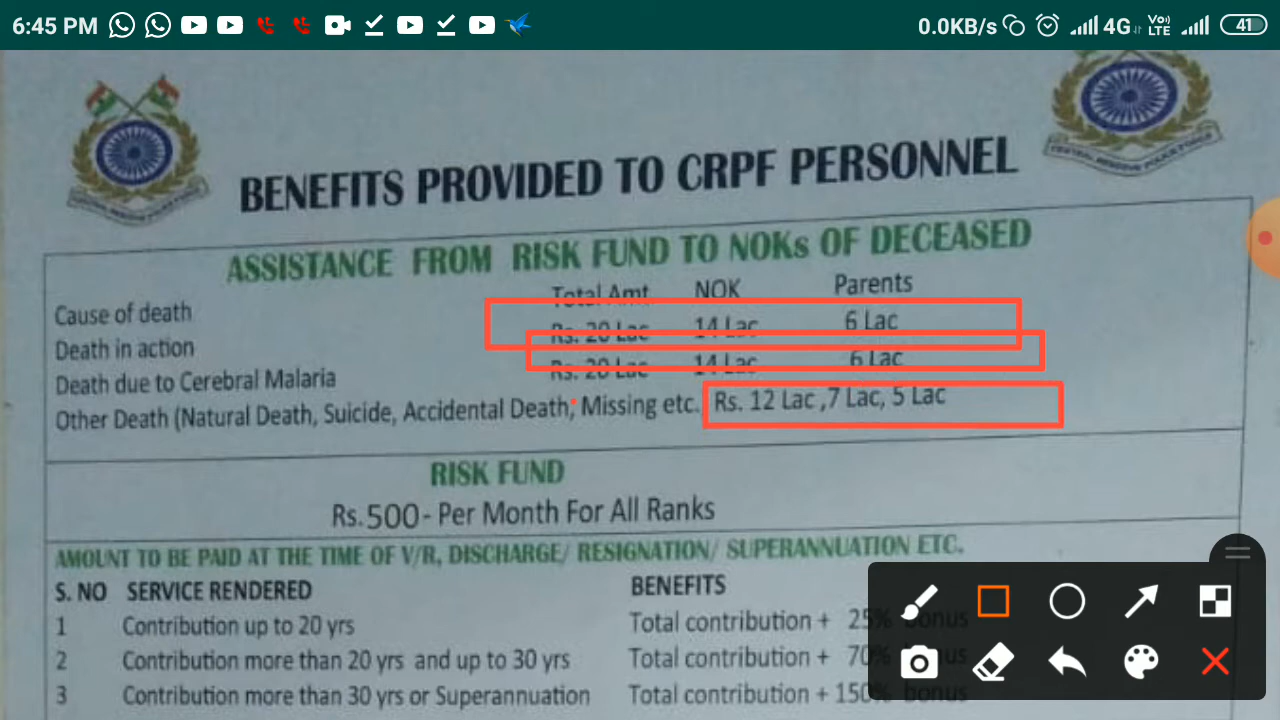 6:45 PM
0.0KB/s 4G Vo)) LTE 41
BENEFITS PROVIDED TO CRPF PERSONNEL
ASSISTANCE FROM RISK FUND TO NOKs OF DECEASED
Cause of death Total Amt NOK Parents
Death in action Rs. 20 Lac 14 Lac 6 Lac
Death due to Cerebral Malaria Rs. 20 Lac 14 Lac 6 Lac
Other Death (Natural Death, Suicide, Accidental Death, Missing etc. Rs. 12 Lac ,7 Lac, 5 Lac
RISK FUND
Rs.500- Per Month For All Ranks
AMOUNT TO BE PAID AT THE TIME OF V/R, DISCHARGE/ RESIGNATION/ SUPERANNUATION ETC.
S. NO SERVICE RENDERED BENEFITS
1 Contribution up to 20 yrs Total contribution + 25% bonus
2 Contribution more than 20 yrs and up to 30 yrs Total contribution + 70% bonus
3 Contribution more than 30 yrs or Superannuation Total contribution + 150% bonus